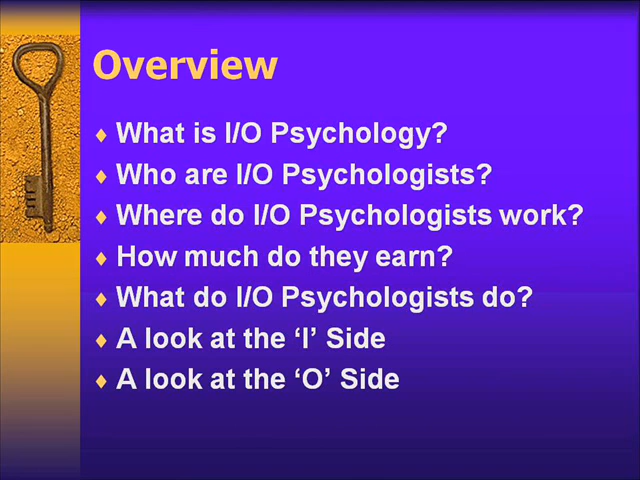 Overview
♦ What is I/O Psychology?
♦ Who are I/O Psychologists?
♦ Where do I/O Psychologists work?
♦ How much do they earn?
♦ What do I/O Psychologists do?
♦ A look at the ‘I’ Side
♦ A look at the ‘O’ Side